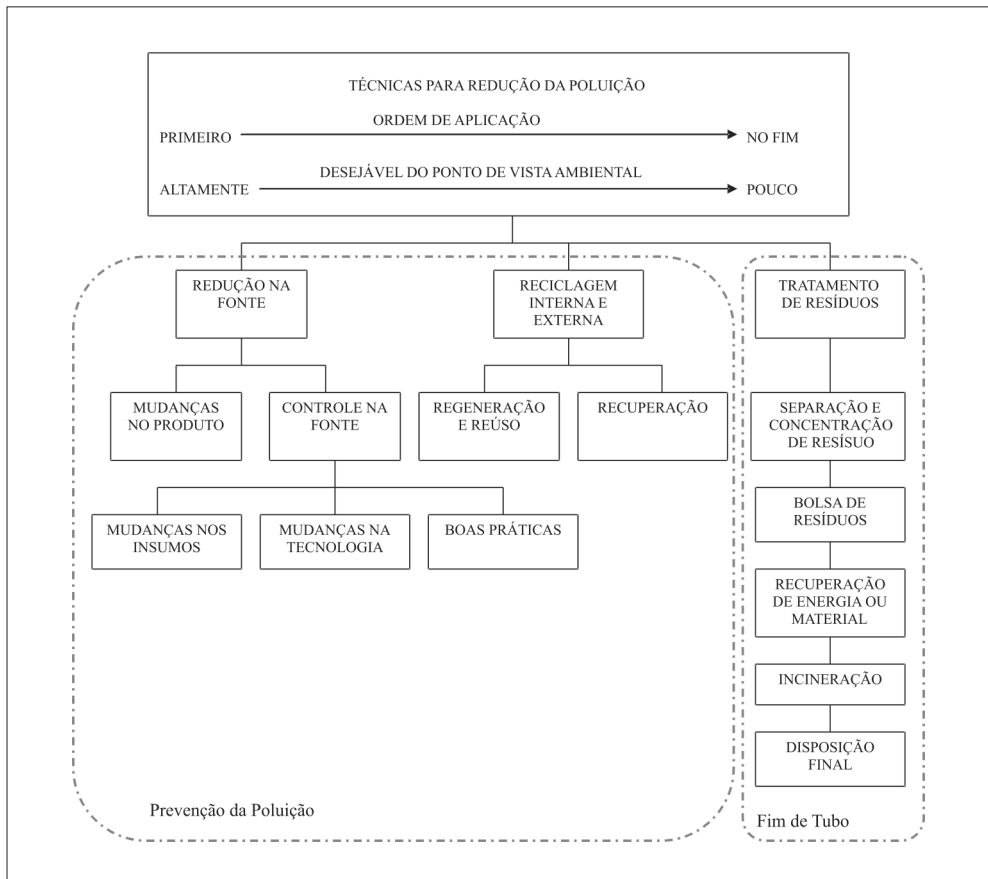 TÉCNICAS PARA REDUÇÃO DA POLUIÇÃO
ORDEM DE APLICAÇÃO
PRIMEIRO
NO FIM
DESEJÁVEL DO PONTO DE VISTA AMBIENTAL
ALTAMENTE
POUCO
REDUÇÃO NA
FONTE
RECICLAGEM
INTERNA E
EXTERNA
TRATAMENTO
DE RESÍDUOS
MUDANÇAS
NO PRODUTO
CONTROLE NA
FONTE
REGENERAÇÃO
E REÚSO
RECUPERAÇÃO
SEPARAÇÃO E
CONCENTRAÇÃO
DE RESÍSUO
MUDANÇAS NOS
INSUMOS
MUDANÇAS NA
TECNOLOGIA
BOAS PRÁTICAS
BOLSA DE
RESÍDUOS
RECUPERAÇÃO
DE ENERGIA OU
MATERIAL
INCINERAÇÃO
DISPOSIÇÃO
FINAL
Prevenção da Poluição
Fim de Tubo